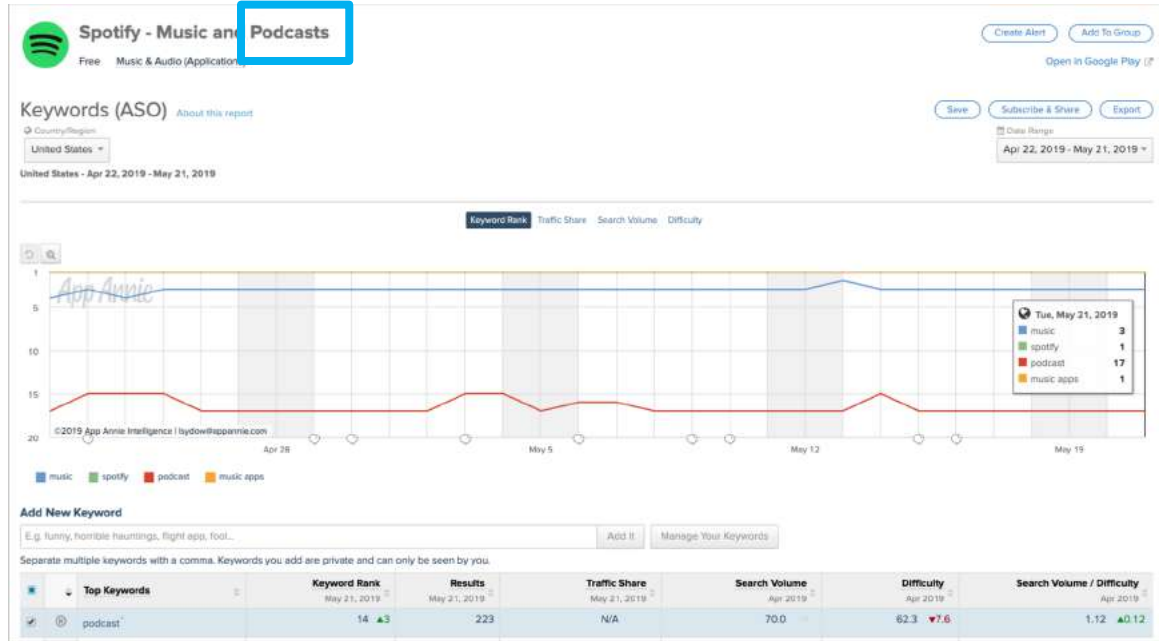 Spotify - Music and Podcasts
Create Alert Add To Group
Free Music & Audio (Application)
Open in Google Play
Keywords (ASO) About this report
Save Subscribe & Share Export
Country/Region
Date Range
United States
Apr 22, 2019 - May 21, 2019
United States - Apr 22, 2019 - May 21, 2019
Keyword Rank Traffic Share Search Volume Difficulty
App Annie
1
5
10
15
20
Tue, May 21, 2019
music 3
spotify 1
podcast 17
music apps 1
©2019 App Annie Intelligence | lsydow@appannie.com
Apr 28 May 5 May 12 May 19
music spotify podcast music apps
Add New Keyword
E.g. funny, horrible hauntings, flight app, fool...
Add It Manage Your Keywords
Separate multiple keywords with a comma. Keywords you add are private and can only be seen by you.
Top Keywords Keyword Rank Results Traffic Share Search Volume Difficulty Search Volume / Difficulty
May 21, 2019 May 21, 2019 May 21, 2019 Apr 2019 Apr 2019 Apr 2019
podcast 14 ▲3 223 N/A 70.0 62.3 ▼7.6 1.12 ▲0.12